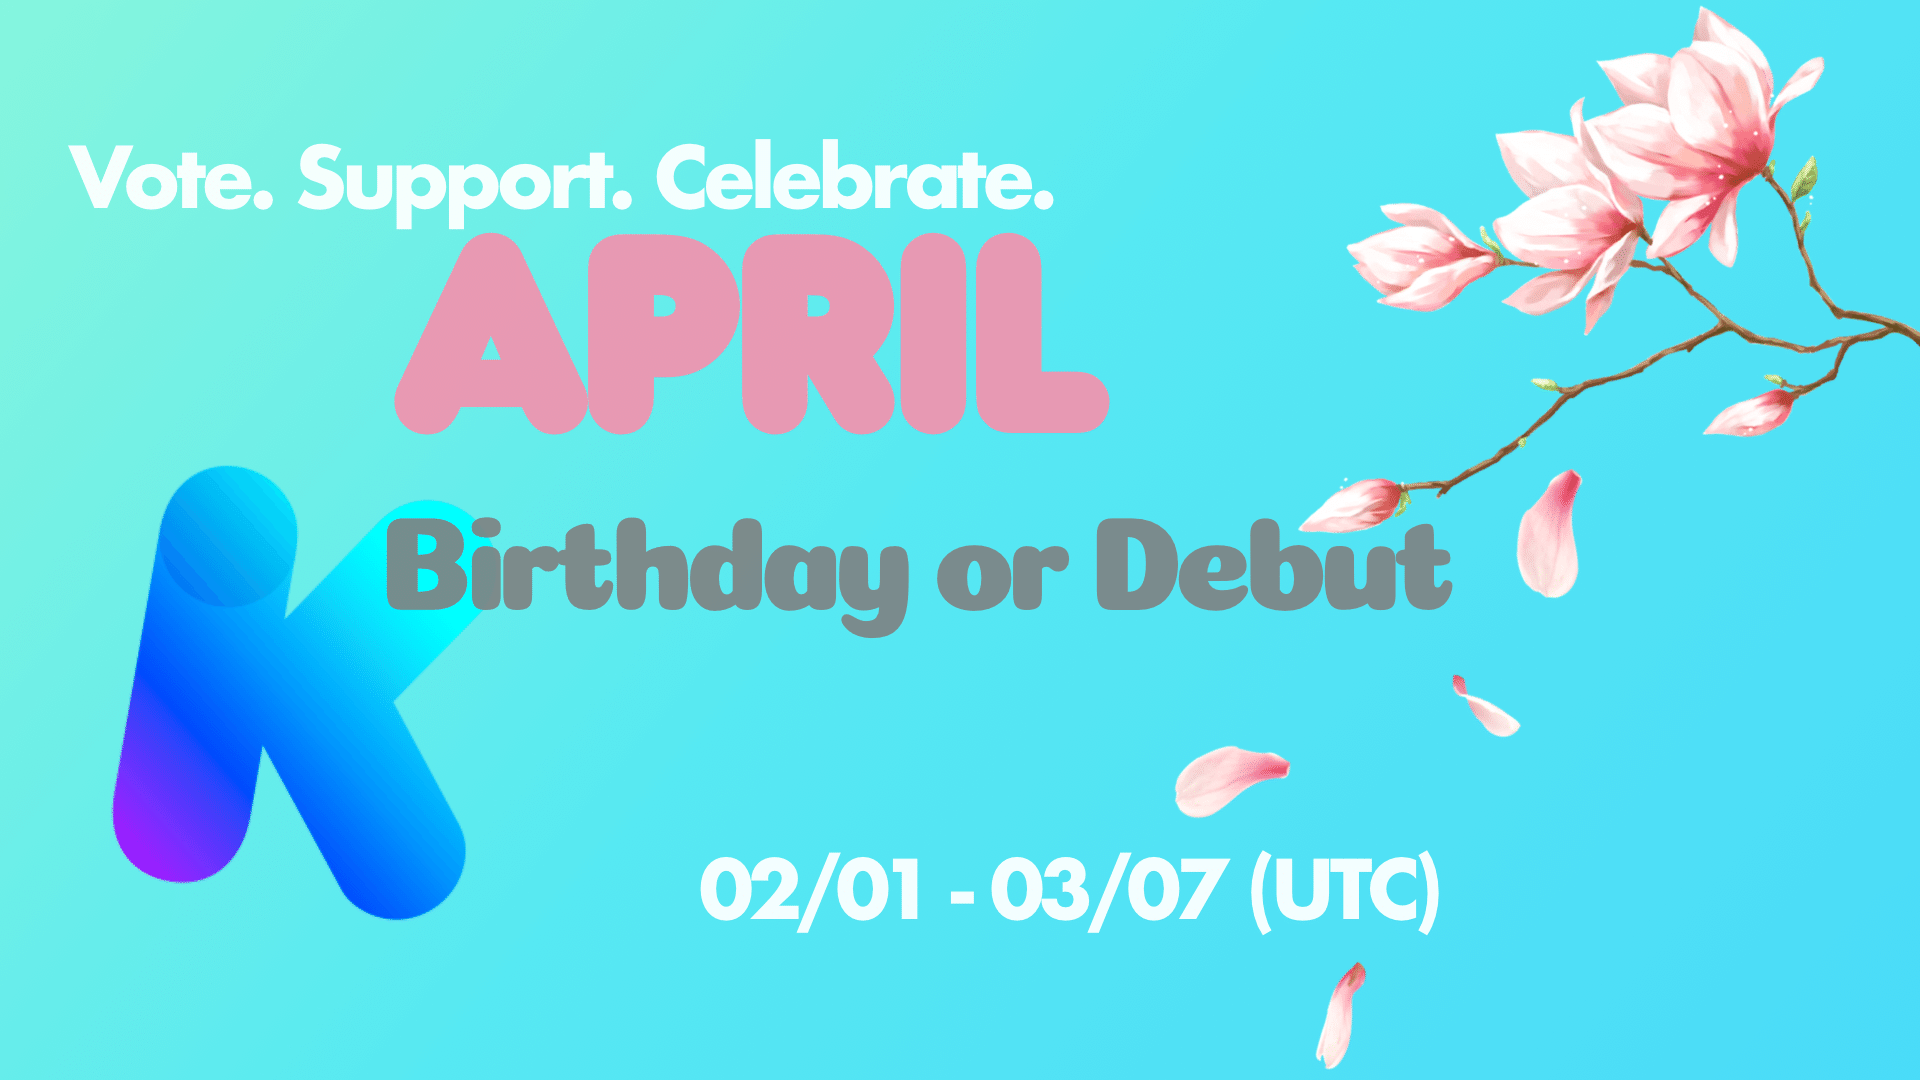 Vote. Support. Celebrate.
APRIL
K
Birthday or Debut
02/01 - 03/07 (UTC)